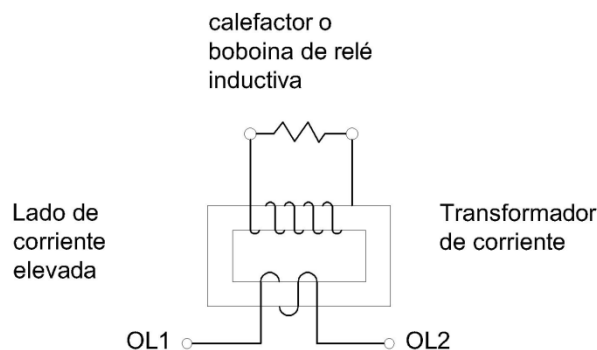 calefactor o
boboina de relé
inductiva
Lado de
corriente
elevada
Transformador
de corriente
OL1
OL2